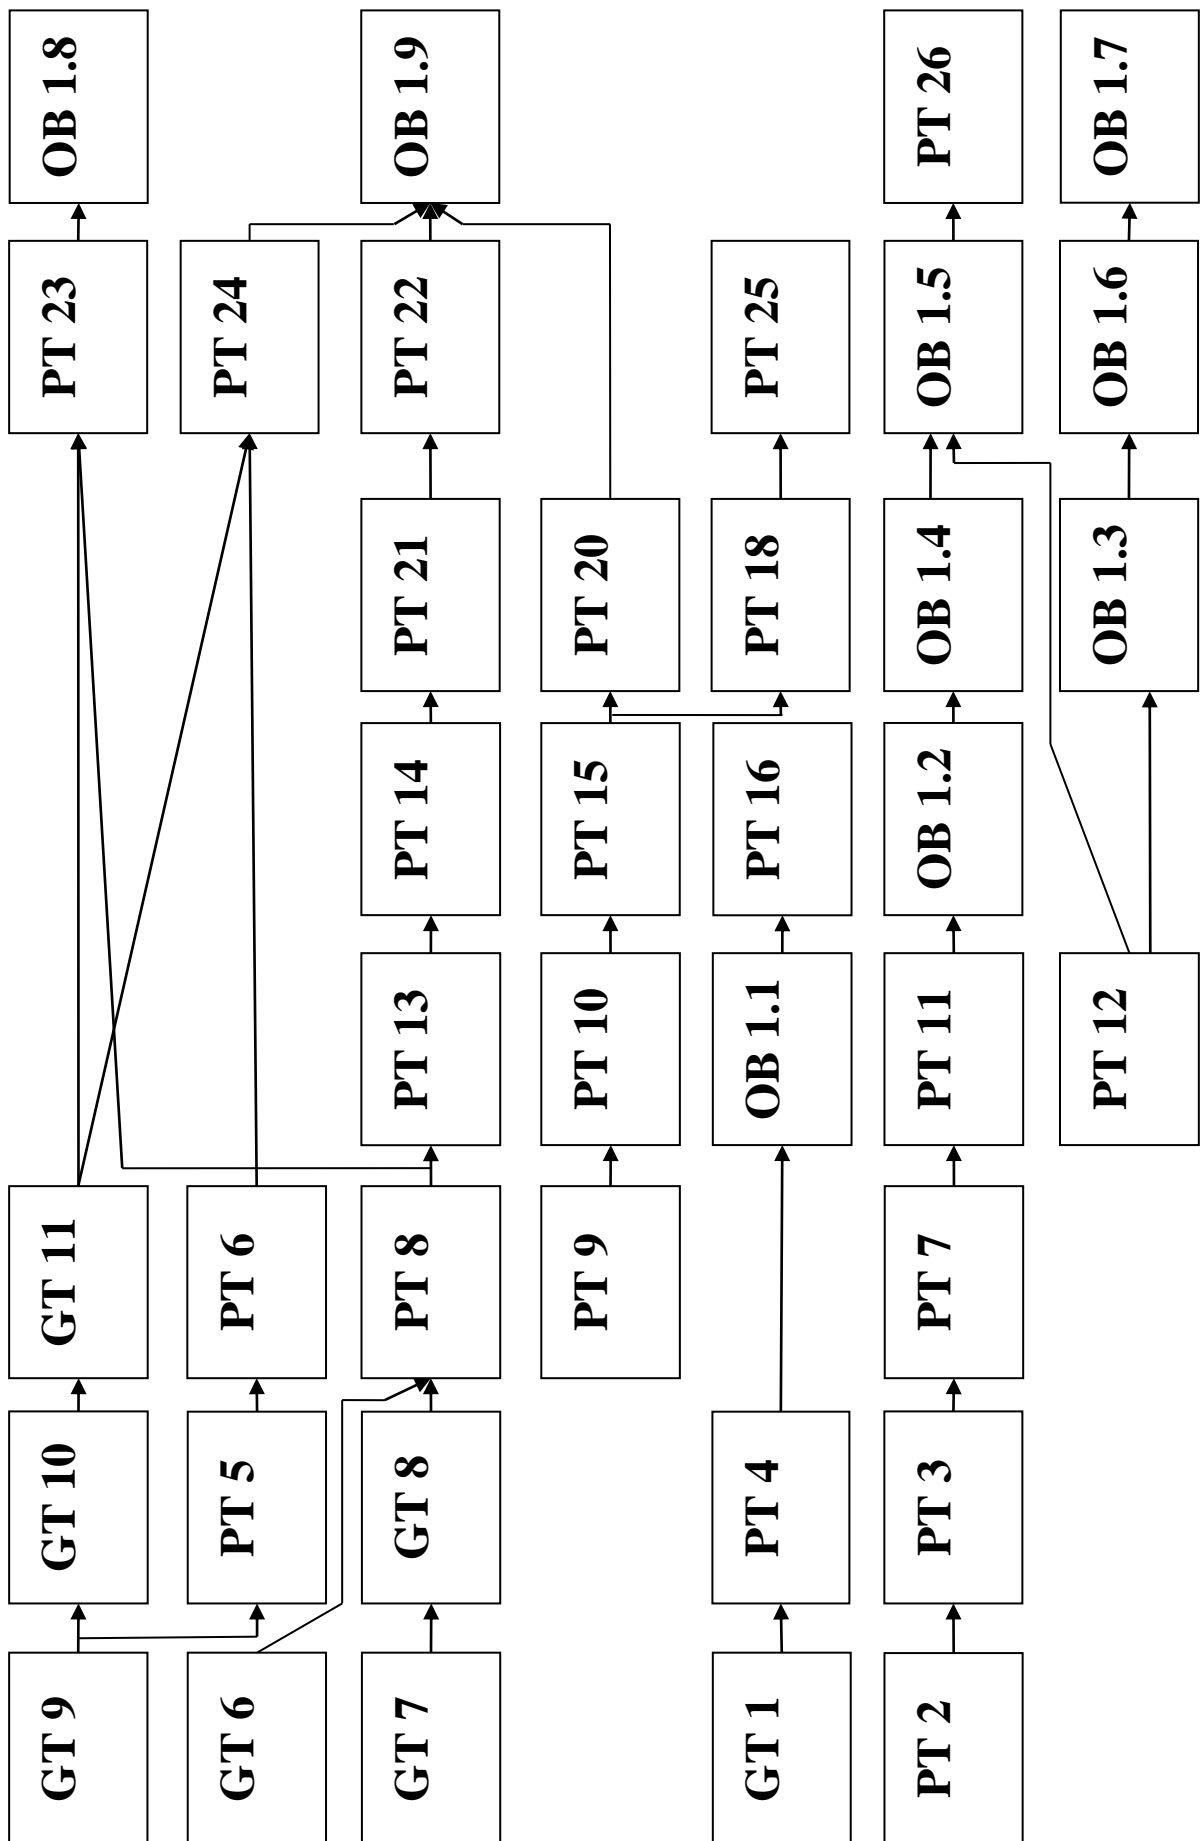 OB 1.8
OB 1.9
PT 26
OB 1.7
PT 23
PT 24
PT 22
PT 25
OB 1.5
OB 1.6
PT 21
PT 20
PT 18
OB 1.4
OB 1.3
PT 14
PT 15
PT 16
OB 1.2
PT 13
PT 10
OB 1.1
PT 11
PT 12
GT 11
PT 6
PT 8
PT 9
PT 7
GT 10
PT 5
GT 8
PT 4
PT 3
GT 9
GT 6
GT 7
GT 1
PT 2